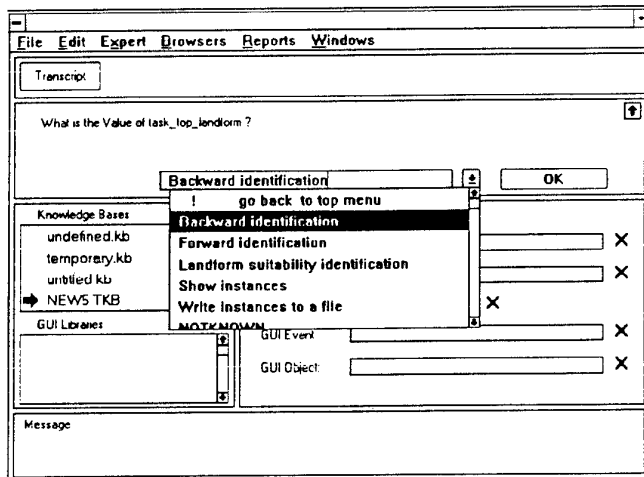 File Edit Expert Browsers Reports Windows
Transcript
What is the Value of task_top_landform ?
Backward identification
OK
! go back to top menu
Backward identification
Forward identification
Landform suitability identification
Show instances
Write instances to a file
NOTKNOWN
Knowledge Bases
undefined.kb
temporary.kb
untitled.kb
NEWS TKB
GUI Libraries
GUI Event
GUI Object:
Message